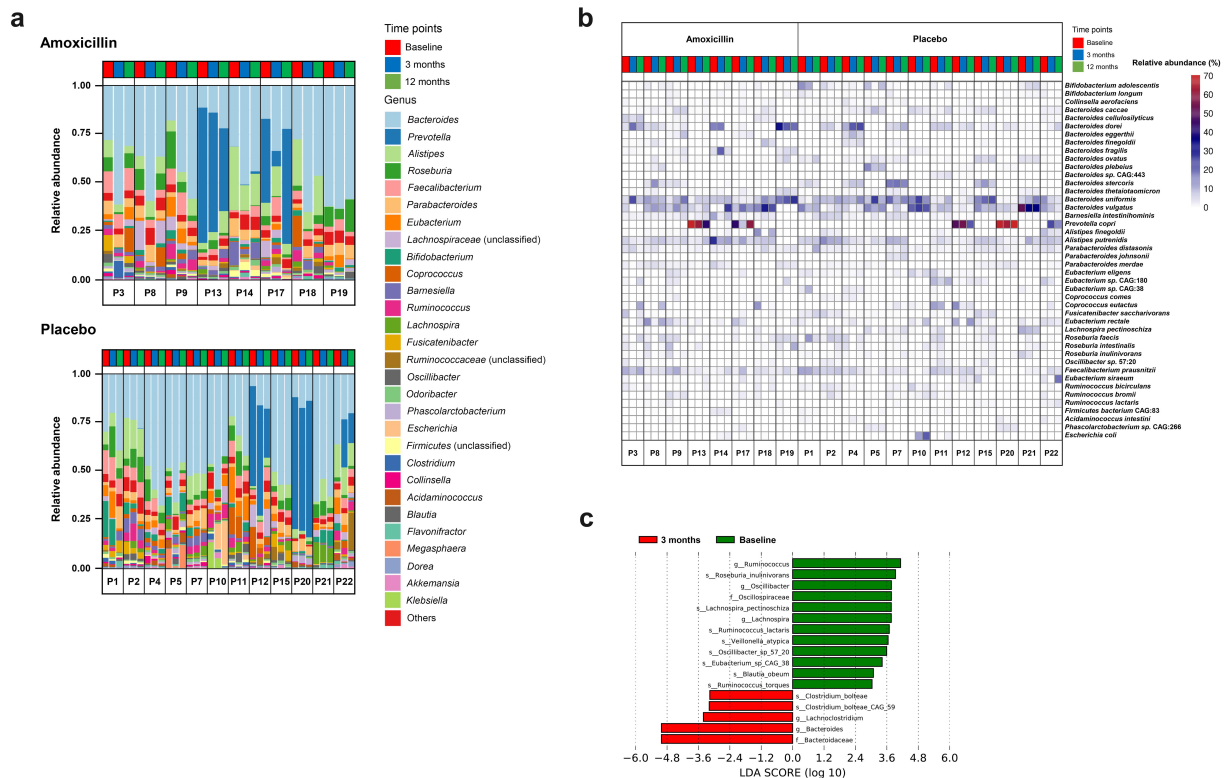 a
Amoxicillin
Relative abundance
1.00
0.75
0.50
0.25
0.00
P3 P8 P9 P13 P14 P17 P18 P19
Placebo
Relative abundance
1.00
0.75
0.50
0.25
0.00
P1 P2 P4 P5 P7 P10 P11 P12 P15 P20 P21 P22
Time points
Baseline
3 months
12 months
Genus
Bacteroides
Prevotella
Alistipes
Roseburia
Faecalibacterium
Parabacteroides
Eubacterium
Lachnospiraceae (unclassified)
Bifidobacterium
Coprococcus
Barnesiella
Ruminococcus
Lachnospira
Fusicatenibacter
Ruminococcaceae (unclassified)
Oscillibacter
Odoribacter
Phascolarctobacterium
Escherichia
Firmicutes (unclassified)
Clostridium
Collinsella
Acidaminococcus
Blautia
Flavonifractor
Megasphaera
Dorea
Akkemansia
Klebsiella
Others
b
Amoxicillin Placebo
Time points
Baseline
3 months
12 months
Relative abundance (%)
70
60
50
40
30
20
10
0
Bifidobacterium adolescentis
Bifidobacterium longum
Collinsella aerofaciens
Bacteroides caccae
Bacteroides cellulosilyticus
Bacteroides dorei
Bacteroides eggerthii
Bacteroides finegoldii
Bacteroides fragilis
Bacteroides ovatus
Bacteroides plebeius
Bacteroides sp. CAG:443
Bacteroides stercoris
Bacteroides thetaiotaomicron
Bacteroides uniformis
Bacteroides vulgatus
Barnesiella intestinihominis
Prevotella copri
Alistipes finegoldii
Alistipes putredinis
Parabacteroides distasonis
Parabacteroides johnsonii
Parabacteroides merdae
Eubacterium eligens
Eubacterium sp. CAG:180
Eubacterium sp. CAG:38
Coprococcus comes
Coprococcus eutactus
Fusicatenibacter saccharivorans
Eubacterium rectale
Lachnospira pectinoschiza
Roseburia faecis
Roseburia intestinalis
Roseburia inulinivorans
Oscillibacter sp. 57:20
Faecalibacterium prausnitzii
Eubacterium siraeum
Ruminococcus bicirculans
Ruminococcus bromii
Ruminococcus lactaris
Firmicutes bacterium CAG:83
Acidaminococcus intestini
Phascolarctobacterium sp. CAG:266
Escherichia coli
P3 P8 P9 P13 P14 P17 P18 P19 P1 P2 P4 P5 P7 P10 P11 P12 P15 P20 P21 P22
c
3 months Baseline
g__Ruminococcus
s__Roseburia_inulinivorans
g__Oscillibacter
f__Oscillospiraceae
s__Lachnospira_pectinoschiza
g__Lachnospira
s__Ruminococcus_lactaris
s__Veillonella_atypica
s__Oscillibacter_sp_57_20
s__Eubacterium_sp_CAG_38
s__Blautia_obeum
s__Ruminococcus_torques
s__Clostridium_bolteae
s__Clostridium_bolteae_CAG_59
g__Lachnoclostridium
g__Bacteroides
f__Bacteroidaceae
−6.0 −4.8 −3.6 −2.4 −1.2 0.0 1.2 2.4 3.6 4.8 6.0
LDA SCORE (log 10)